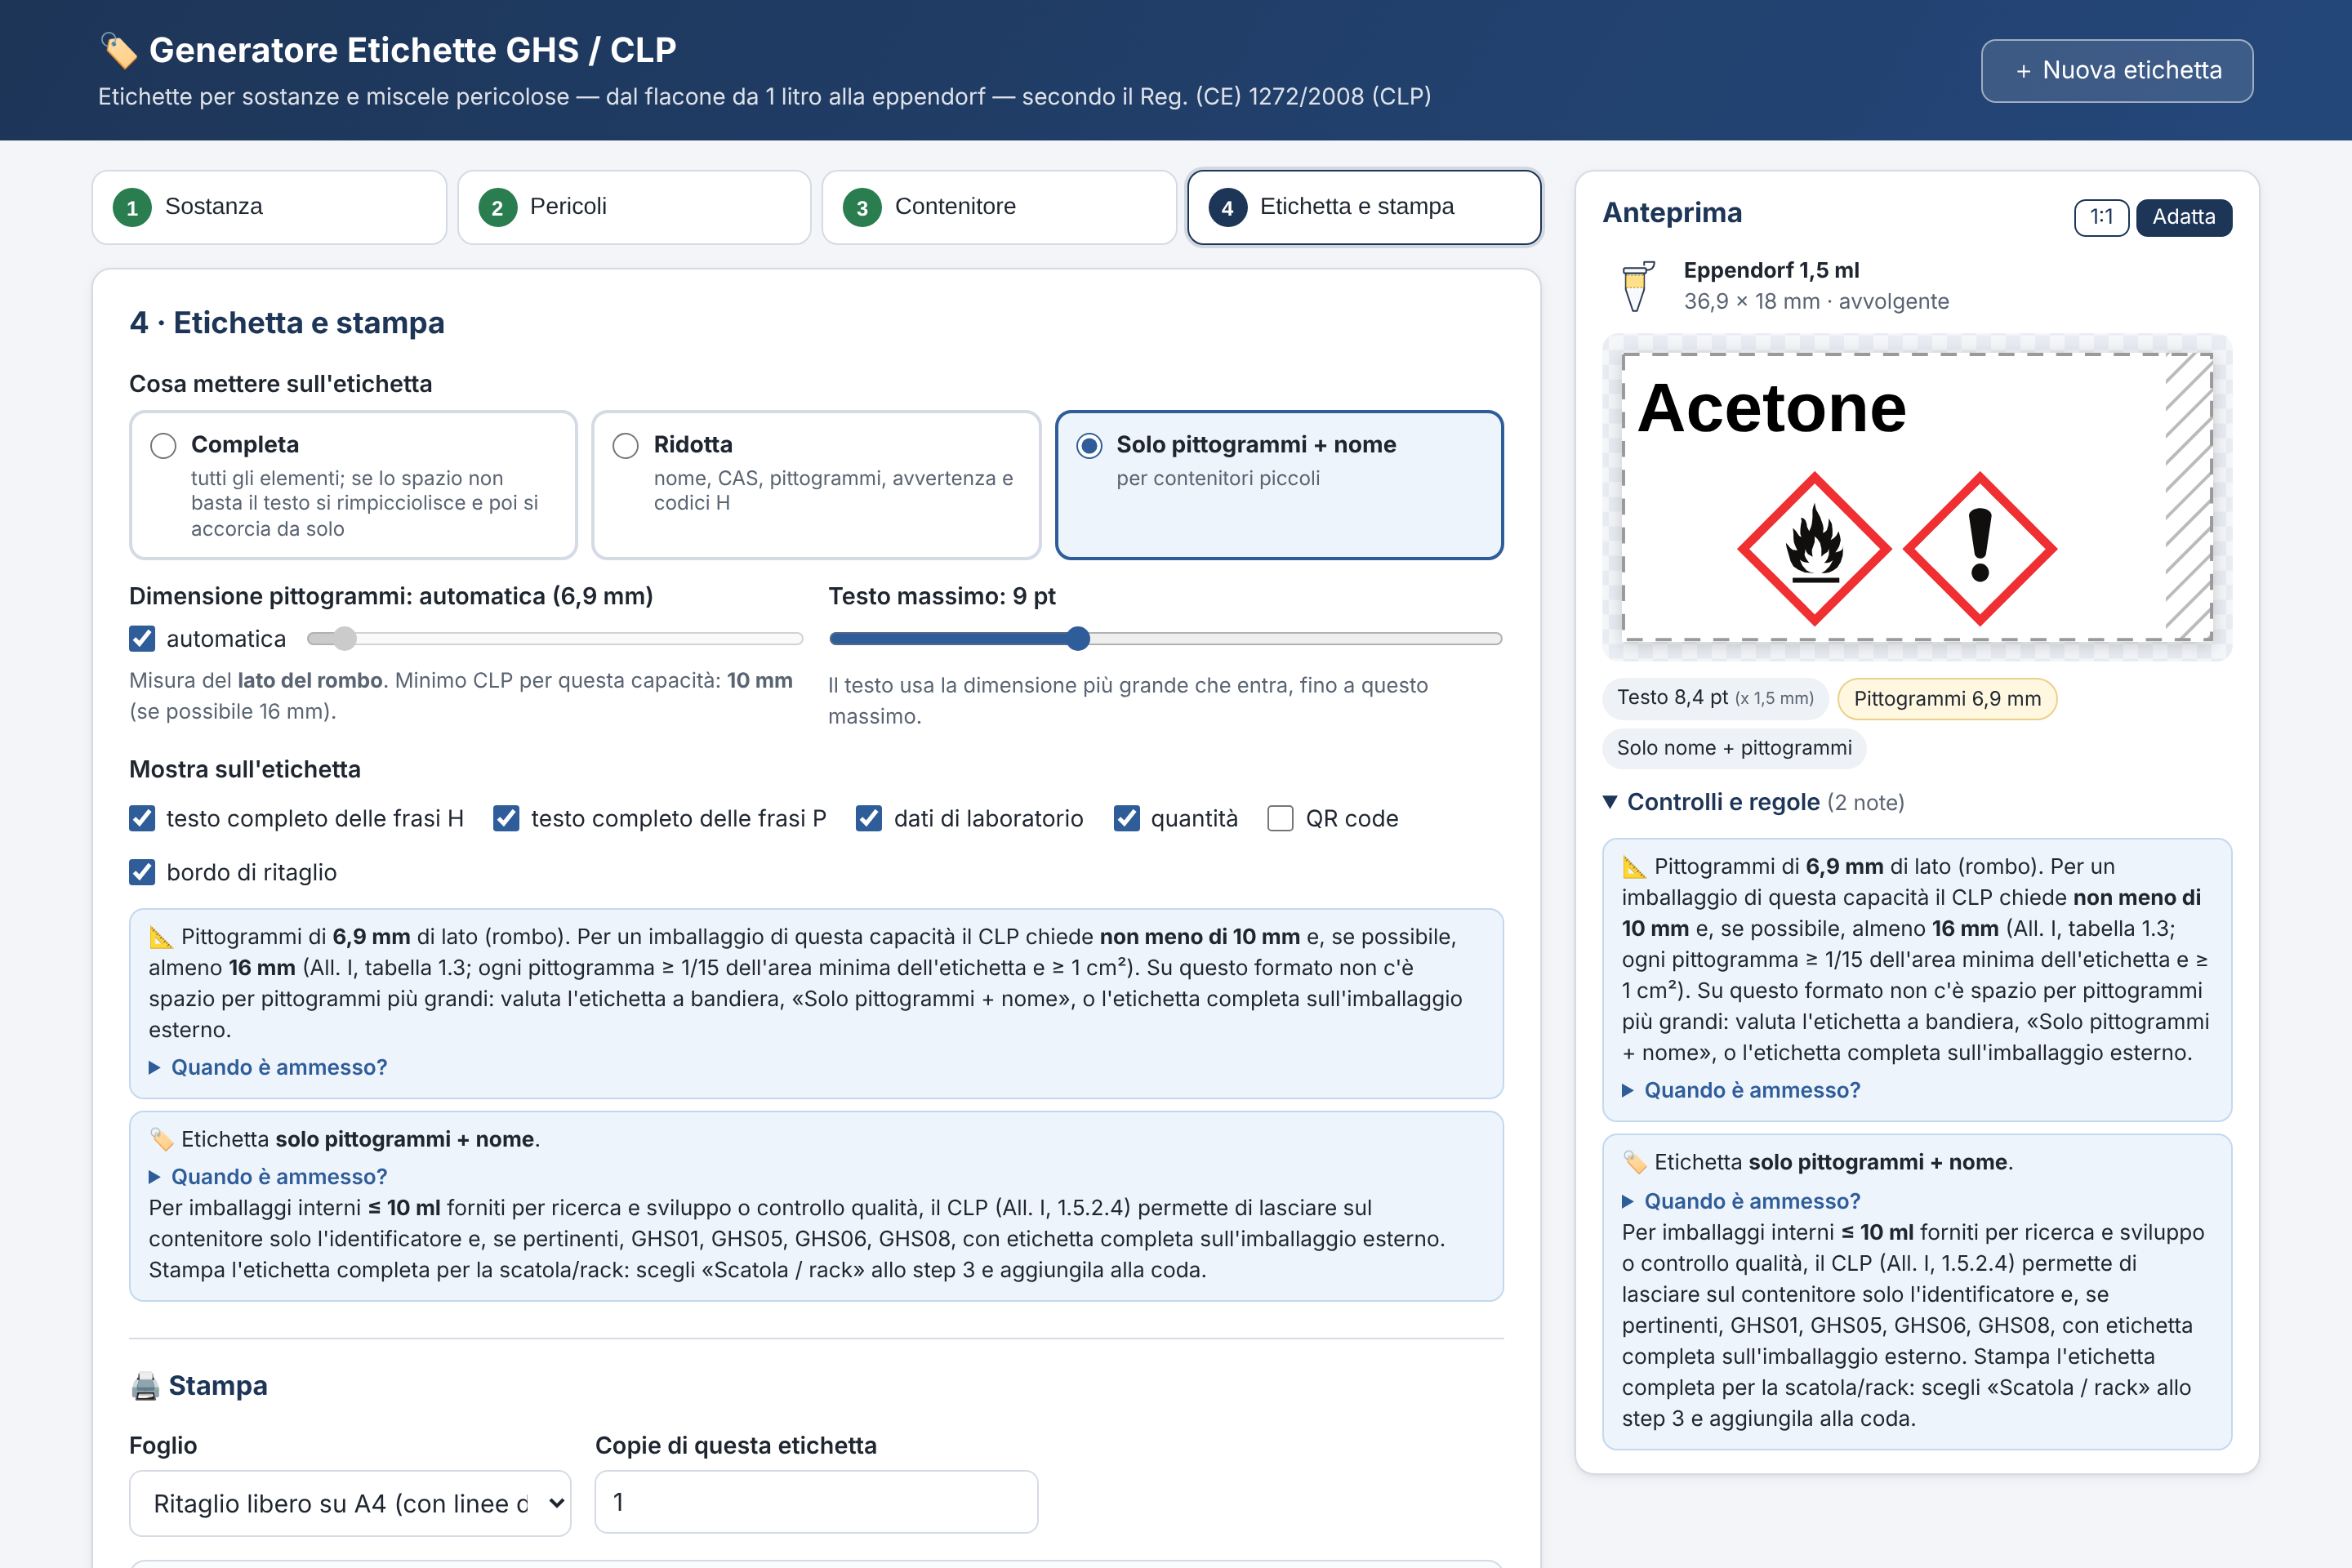 🏷️ Generatore Etichette GHS / CLP
Etichette per sostanze e miscele pericolose — dal flacone da 1 litro alla eppendorf — secondo il Reg. (CE) 1272/2008 (CLP)
+ Nuova etichetta
1 Sostanza
2 Pericoli
3 Contenitore
4 Etichetta e stampa
4 · Etichetta e stampa
Cosa mettere sull'etichetta
Completa
tutti gli elementi; se lo spazio non
basta il testo si rimpicciolisce e poi si
accorcia da solo
Ridotta
nome, CAS, pittogrammi, avvertenza e
codici H
Solo pittogrammi + nome
per contenitori piccoli
Dimensione pittogrammi: automatica (6,9 mm)
automatica
Misura del lato del rombo. Minimo CLP per questa capacità: 10 mm
(se possibile 16 mm).
Testo massimo: 9 pt
Il testo usa la dimensione più grande che entra, fino a questo
massimo.
Mostra sull'etichetta
testo completo delle frasi H
testo completo delle frasi P
dati di laboratorio
quantità
QR code
bordo di ritaglio
📐 Pittogrammi di 6,9 mm di lato (rombo). Per un imballaggio di questa capacità il CLP chiede non meno di 10 mm e, se possibile,
almeno 16 mm (All. I, tabella 1.3; ogni pittogramma ≥ 1/15 dell'area minima dell'etichetta e ≥ 1 cm²). Su questo formato non c'è
spazio per pittogrammi più grandi: valuta l'etichetta a bandiera, «Solo pittogrammi + nome», o l'etichetta completa sull'imballaggio
esterno.
▶ Quando è ammesso?
🏷️ Etichetta solo pittogrammi + nome.
▶ Quando è ammesso?
Per imballaggi interni ≤ 10 ml forniti per ricerca e sviluppo o controllo qualità, il CLP (All. I, 1.5.2.4) permette di lasciare sul
contenitore solo l'identificatore e, se pertinenti, GHS01, GHS05, GHS06, GHS08, con etichetta completa sull'imballaggio esterno.
Stampa l'etichetta completa per la scatola/rack: scegli «Scatola / rack» allo step 3 e aggiungila alla coda.
🖨️ Stampa
Foglio
Ritaglio libero su A4 (con linee d
Copie di questa etichetta
1
Anteprima
1:1
Adatta
Eppendorf 1,5 ml
36,9 × 18 mm · avvolgente
Acetone
Testo 8,4 pt (x 1,5 mm)
Pittogrammi 6,9 mm
Solo nome + pittogrammi
▼ Controlli e regole (2 note)
📐 Pittogrammi di 6,9 mm di lato (rombo). Per un
imballaggio di questa capacità il CLP chiede non meno di
10 mm e, se possibile, almeno 16 mm (All. I, tabella 1.3;
ogni pittogramma ≥ 1/15 dell'area minima dell'etichetta e ≥
1 cm²). Su questo formato non c'è spazio per pittogrammi
più grandi: valuta l'etichetta a bandiera, «Solo pittogrammi
+ nome», o l'etichetta completa sull'imballaggio esterno.
▶ Quando è ammesso?
🏷️ Etichetta solo pittogrammi + nome.
▶ Quando è ammesso?
Per imballaggi interni ≤ 10 ml forniti per ricerca e sviluppo
o controllo qualità, il CLP (All. I, 1.5.2.4) permette di
lasciare sul contenitore solo l'identificatore e, se
pertinenti, GHS01, GHS05, GHS06, GHS08, con etichetta
completa sull'imballaggio esterno. Stampa l'etichetta
completa per la scatola/rack: scegli «Scatola / rack» allo
step 3 e aggiungila alla coda.